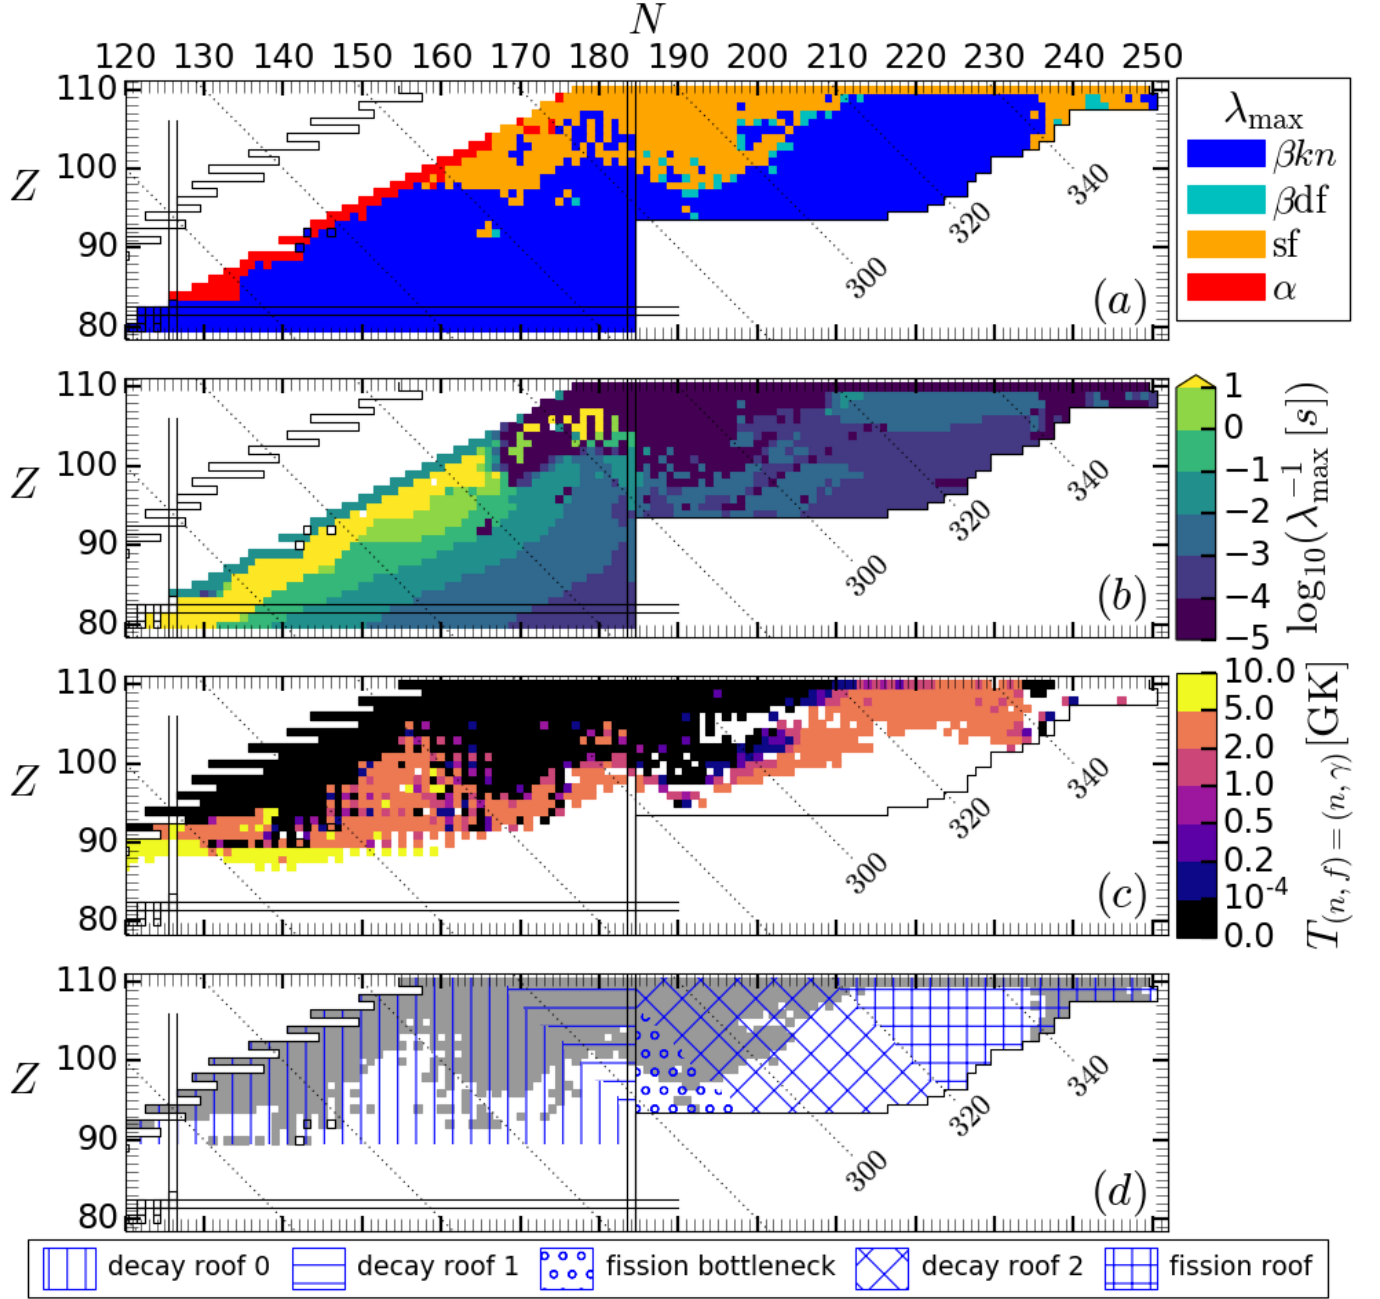 N
120 130 140 150 160 170 180 190 200 210 220 230 240 250
110
100
90
80
Z
340
320
300
(a)
λmax
βkn
βdf
sf
α
110
100
90
80
Z
340
320
300
(b)
1
0
−1
−2
−3
−4
−5
log10(λ−1max [s])
110
100
90
80
Z
340
320
300
(c)
10.0
5.0
2.0
1.0
0.5
0.2
10-4
0.0
T(n, f) = (n, γ) [GK]
110
100
90
80
Z
340
320
300
(d)
decay roof 0 decay roof 1 fission bottleneck decay roof 2 fission roof